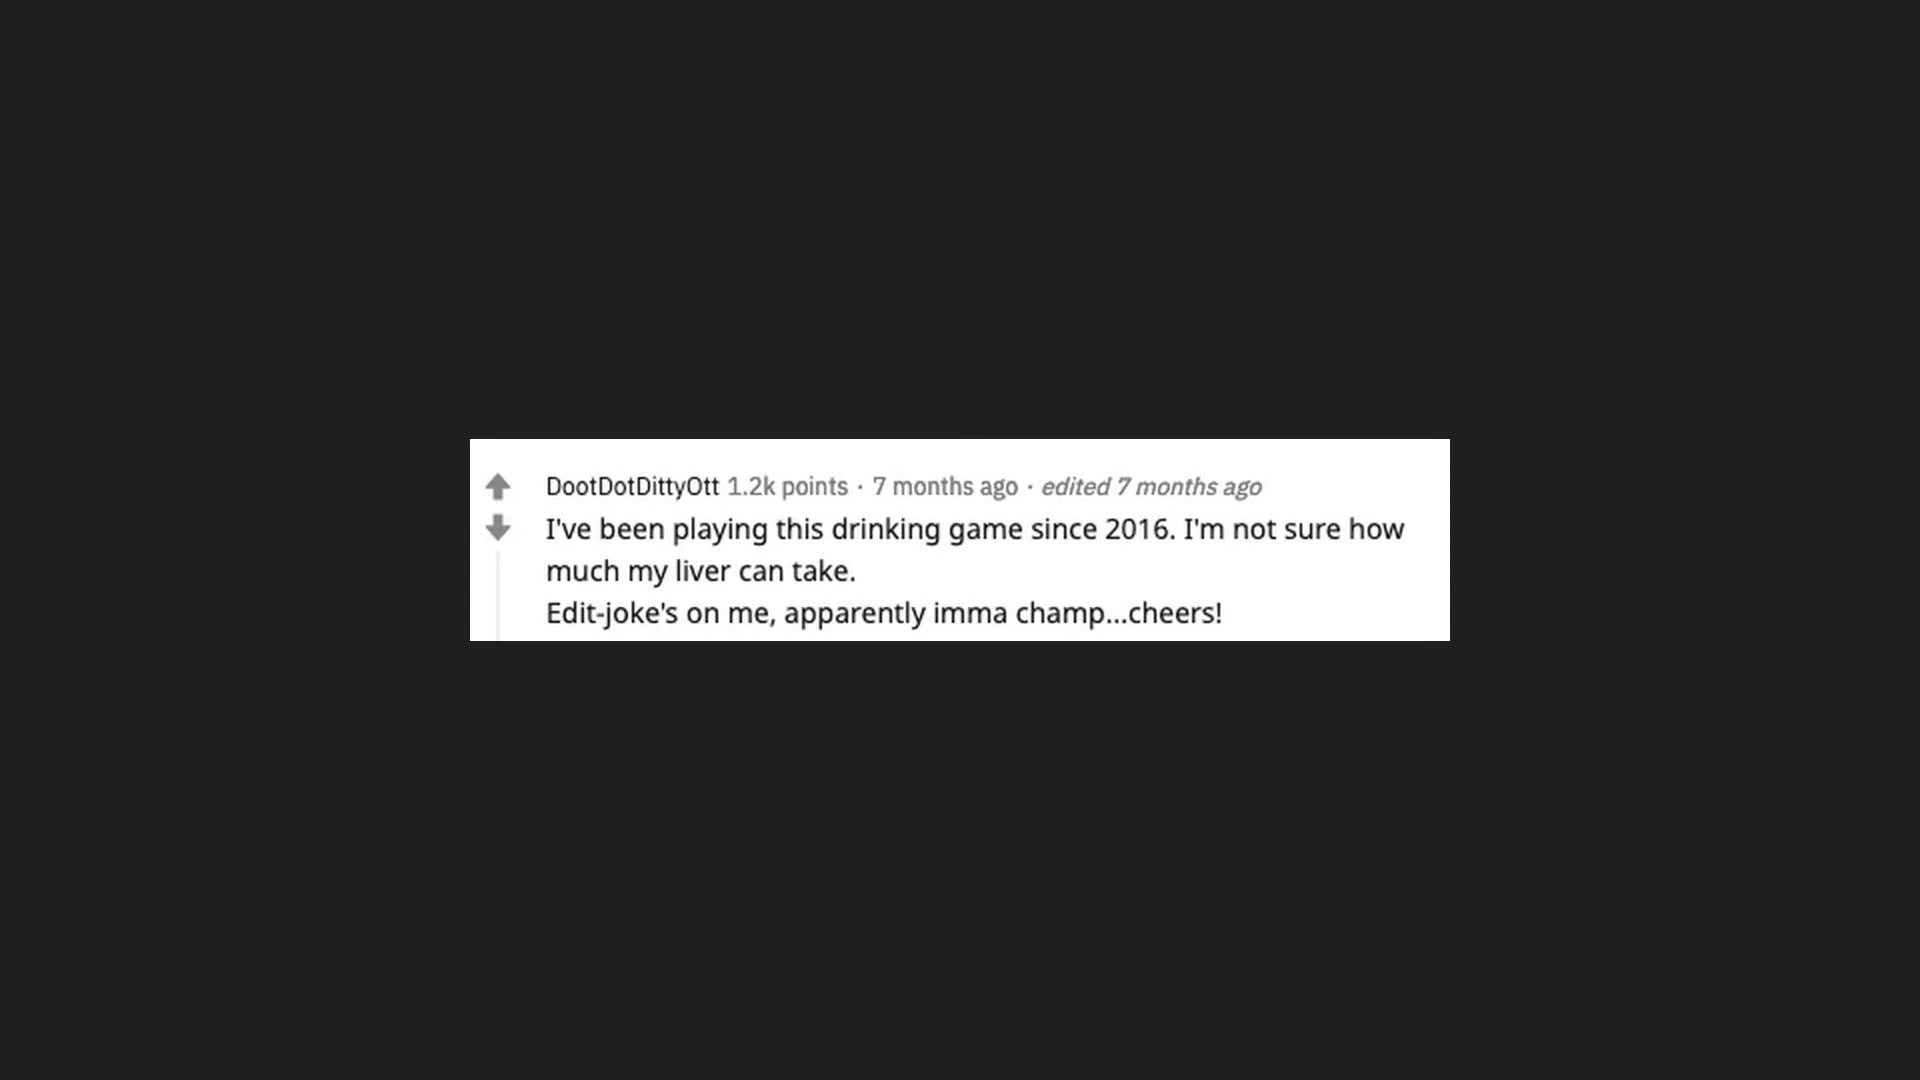 DootDotDittyOtt 1.2k points · 7 months ago · edited 7 months ago
I've been playing this drinking game since 2016. I'm not sure how
much my liver can take.
Edit-joke's on me, apparently imma champ...cheers!